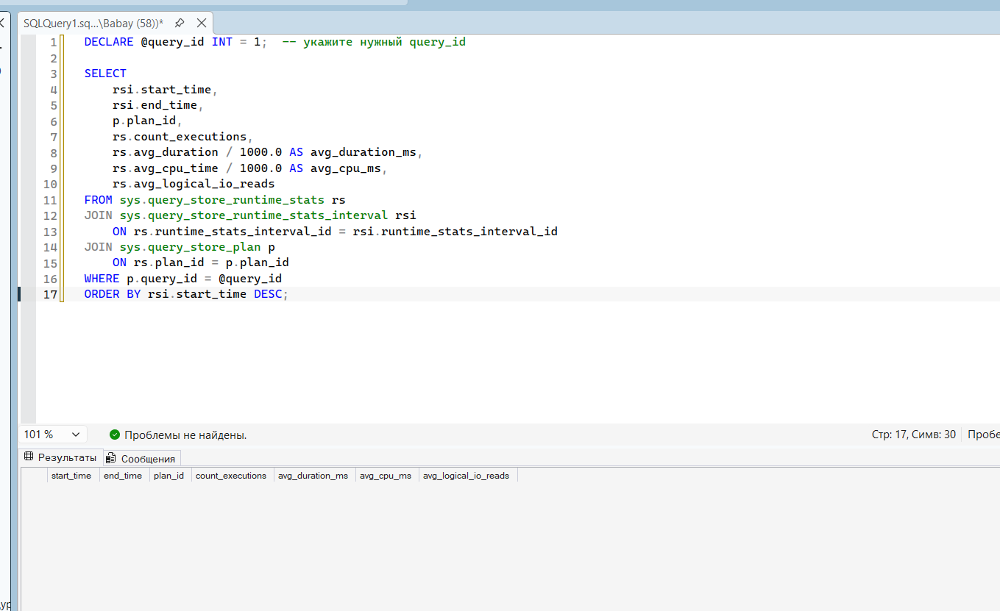 SQLQuery1.sq...\Babay (58))*
1 DECLARE @query_id INT = 1;  -- укажите нужный query_id
2
3 SELECT
4     rsi.start_time,
5     rsi.end_time,
6     p.plan_id,
7     rs.count_executions,
8     rs.avg_duration / 1000.0 AS avg_duration_ms,
9     rs.avg_cpu_time / 1000.0 AS avg_cpu_ms,
10     rs.avg_logical_io_reads
11 FROM sys.query_store_runtime_stats rs
12 JOIN sys.query_store_runtime_stats_interval rsi
13     ON rs.runtime_stats_interval_id = rsi.runtime_stats_interval_id
14 JOIN sys.query_store_plan p
15     ON rs.plan_id = p.plan_id
16 WHERE p.query_id = @query_id
17 ORDER BY rsi.start_time DESC;
101 % Проблемы не найдены. Стр: 17, Симв: 30 Пробе
Результаты Сообщения
start_time end_time plan_id count_executions avg_duration_ms avg_cpu_ms avg_logical_io_reads